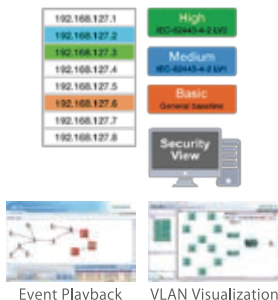 192.168.127.1
192.168.127.2
192.168.127.3
192.168.127.4
192.168.127.5
192.168.127.6
192.168.127.7
192.168.127.8
High
IEC-62443-4-2 LV2
Medium
IEC-62443-4-2 LV1
Basic
General baseline
Security
View
Event Playback
VLAN Visualization